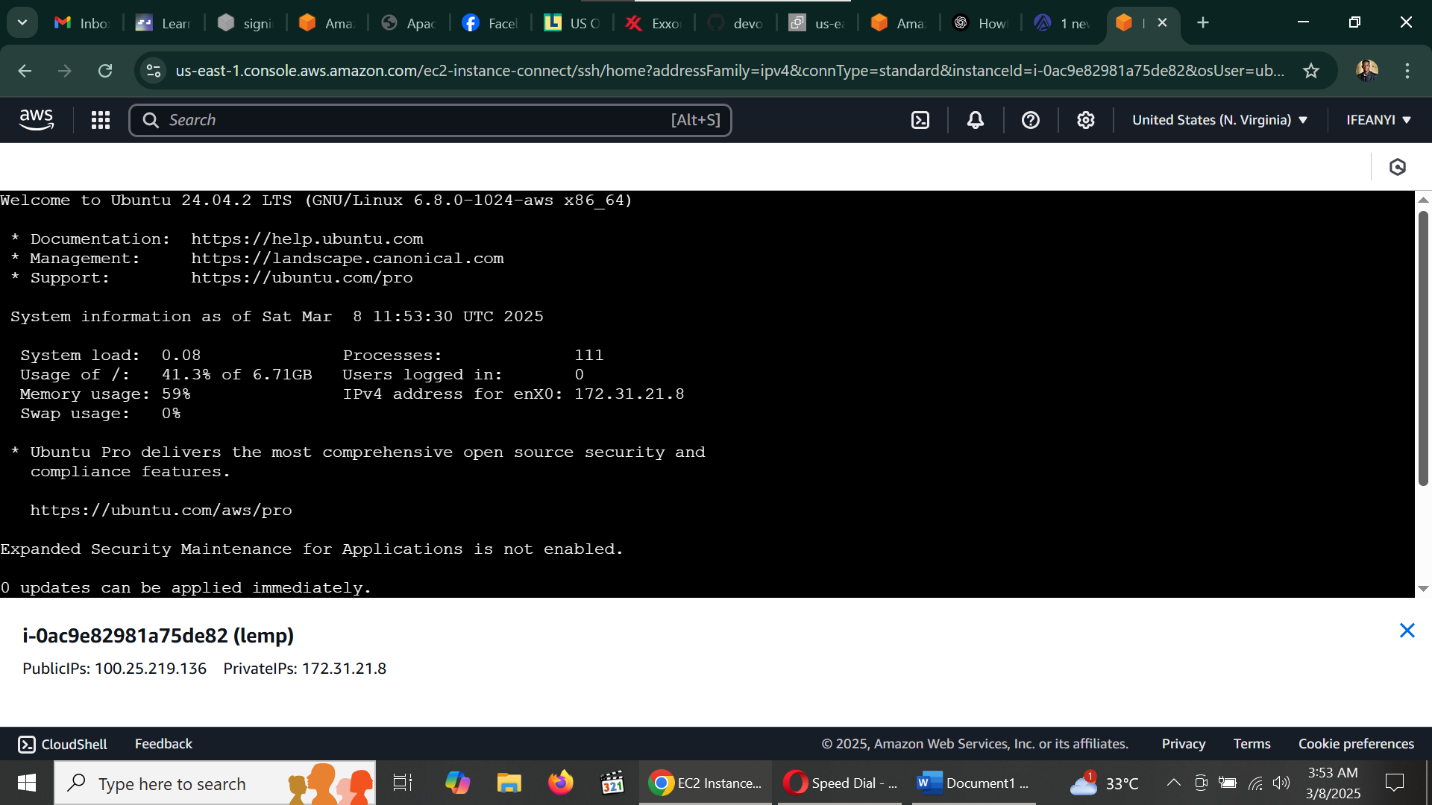 Inbo
Lear
signi
Ama
Apac
Facel
US O
Exxo
devo
us-ea
Ama
How
1 nev
us-east-1.console.aws.amazon.com/ec2-instance-connect/ssh/home?addressFamily=ipv4&connType=standard&instanceId=i-0ac9e82981a75de82&osUser=ub...
aws
Search [Alt+S]
United States (N. Virginia)
IFEANYI
Welcome to Ubuntu 24.04.2 LTS (GNU/Linux 6.8.0-1024-aws x86_64)
* Documentation: https://help.ubuntu.com
* Management: https://landscape.canonical.com
* Support: https://ubuntu.com/pro
System information as of Sat Mar 8 11:53:30 UTC 2025
System load: 0.08 Processes: 111
Usage of /: 41.3% of 6.71GB Users logged in: 0
Memory usage: 59% IPv4 address for enX0: 172.31.21.8
Swap usage: 0%
* Ubuntu Pro delivers the most comprehensive open source security and
compliance features.
https://ubuntu.com/aws/pro
Expanded Security Maintenance for Applications is not enabled.
0 updates can be applied immediately.
i-0ac9e82981a75de82 (lemp)
PublicIPs: 100.25.219.136 PrivateIPs: 172.31.21.8
CloudShell
Feedback
© 2025, Amazon Web Services, Inc. or its affiliates.
Privacy
Terms
Cookie preferences
Type here to search
321
EC2 Instance...
Speed Dial - ...
Document1 ...
1
33°C
3:53 AM
3/8/2025